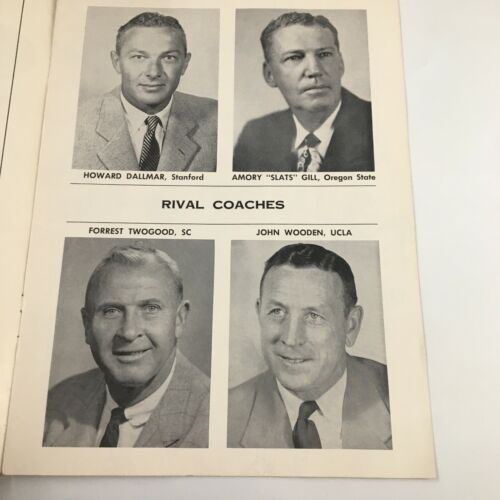 HOWARD DALLMAR, Stanford
AMORY "SLATS" GILL, Oregon State
RIVAL COACHES
FORREST TWOGOOD, SC
JOHN WOODEN, UCLA